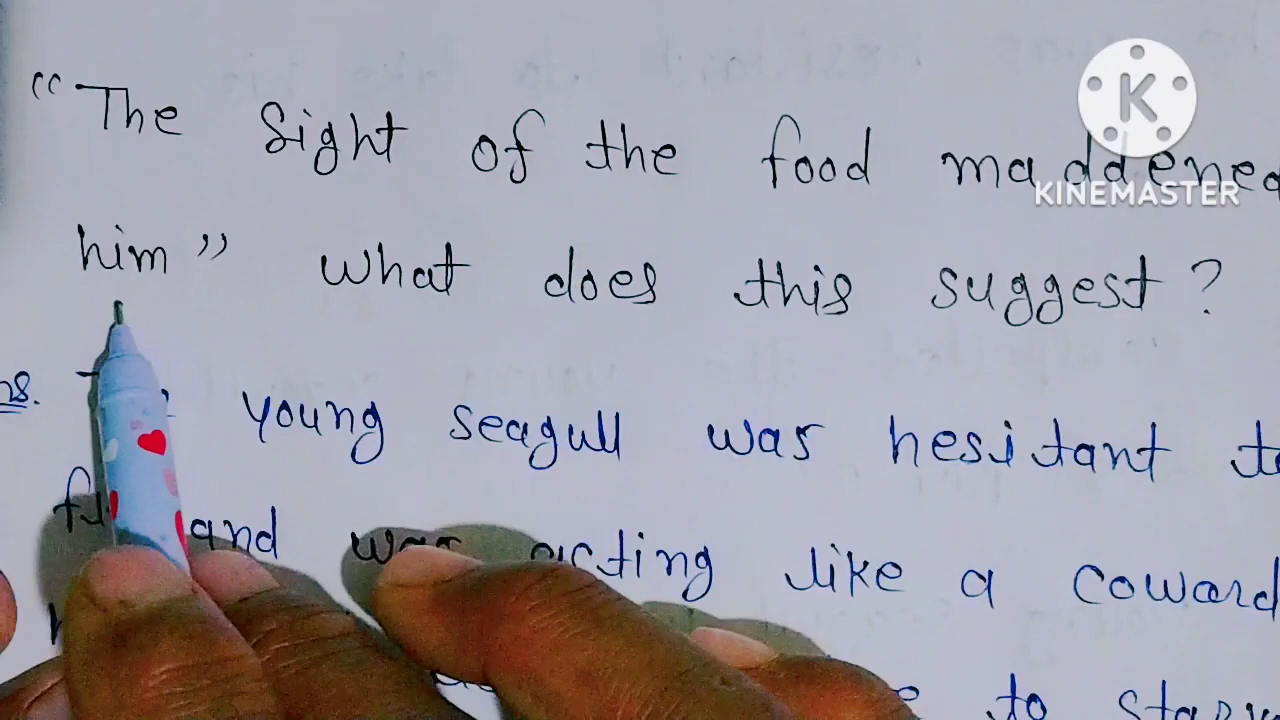 "The sight of the food maddened
him" What does this suggest?
young seagull was hesitant to
and was acting like a coward
to
K
KINEMASTER